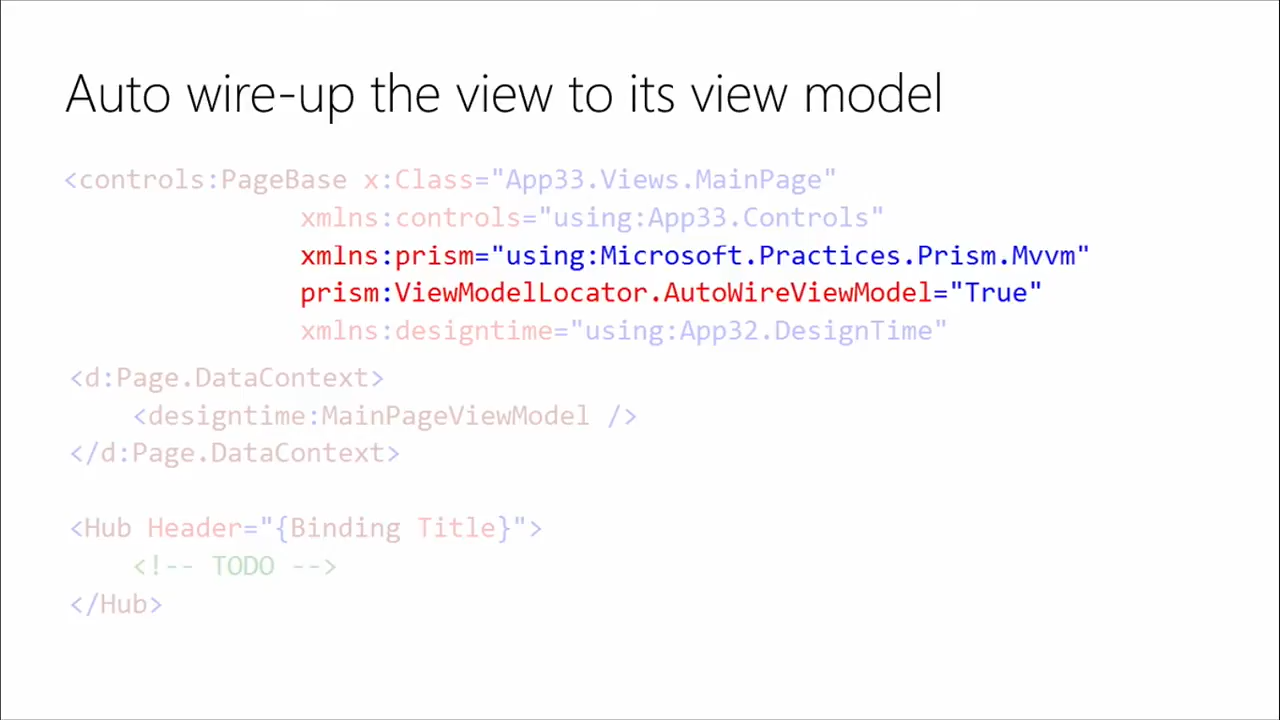 Auto wire-up the view to its view model
<controls:PageBase x:Class="App33.Views.MainPage"
xmlns:controls="using:App33.Controls"
xmlns:prism="using:Microsoft.Practices.Prism.Mvvm"
prism:ViewModelLocator.AutoWireViewModel="True"
xmlns:designtime="using:App32.DesignTime"
<d:Page.DataContext>
<designtime:MainPageViewModel />
</d:Page.DataContext>
<Hub Header="{Binding Title}">
<!-- TODO -->
</Hub>